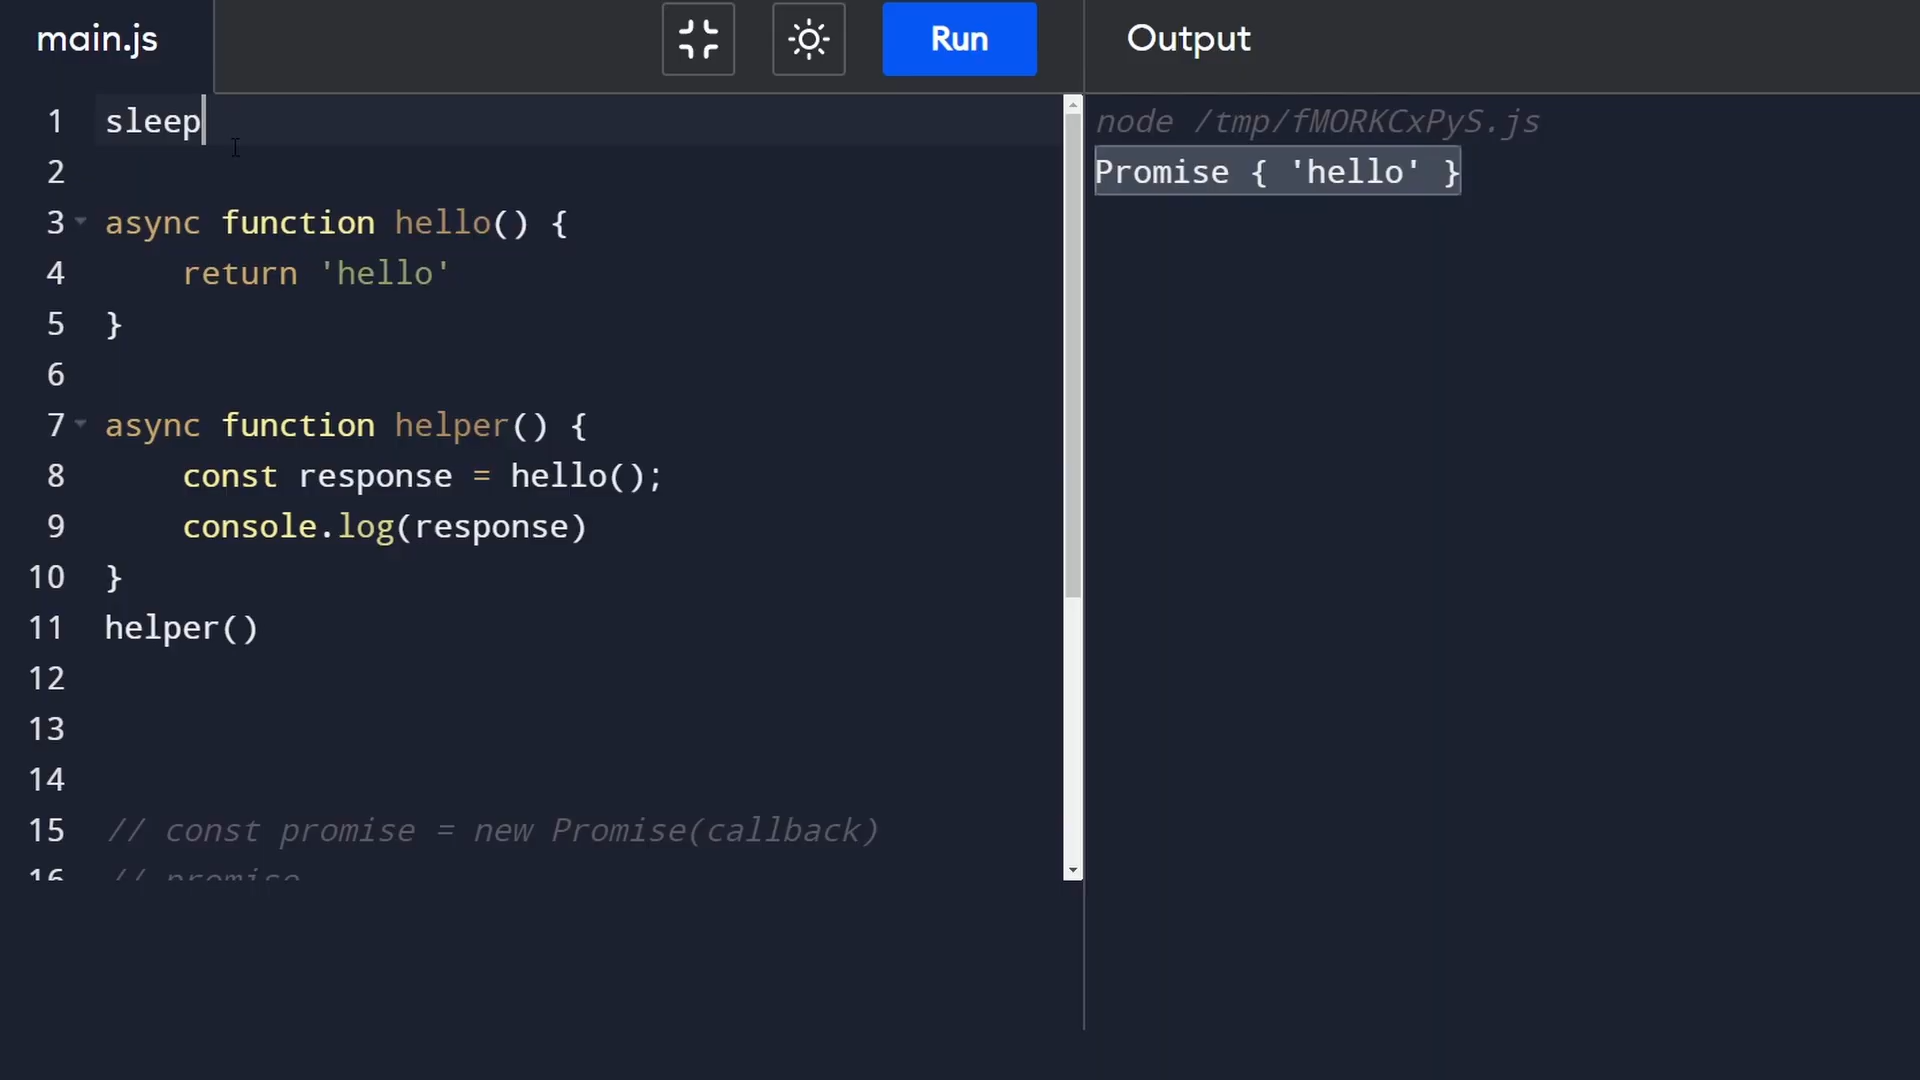 main.js
Run
Output
1 sleep
2
3 async function hello() {
4 return 'hello'
5 }
6
7 async function helper() {
8 const response = hello();
9 console.log(response)
10 }
11 helper()
12
13
14
15 // const promise = new Promise(callback)
16 // promise
node /tmp/fMORKCxPyS.js
Promise { 'hello' }